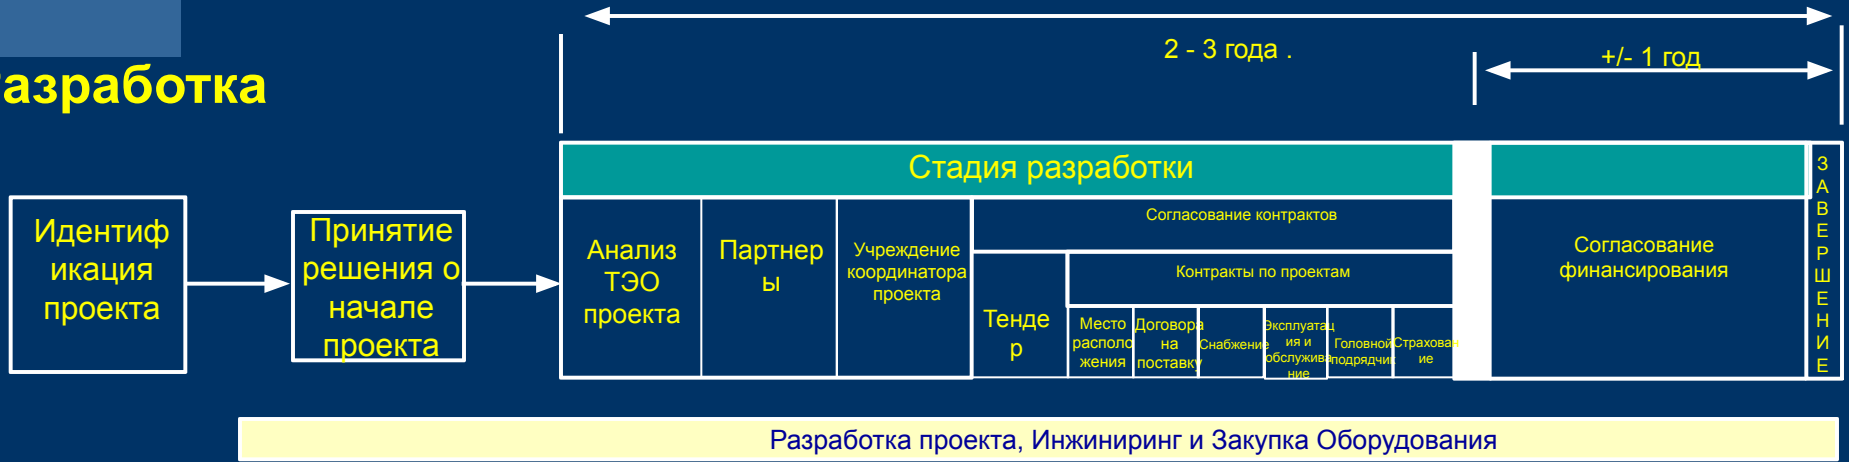 2 - 3 года .
+/- 1 год
азработка
Стадия разработки
Идентиф
икация
проекта
Принятие
решения о
начале
проекта
Анализ
ТЭО
проекта
Партнер
ы
Учреждение
координатора
проекта
Согласование контрактов
Тенде
р
Контракты по проектам
Место
располо
жения
Договора
на
поставку
Снабжение
Эксплуатац
ия и
обслужива
ние
Головной
подрядчик
Страхован
ие
Согласование
финансирования
З
А
В
Е
Р
Ш
Е
Н
И
Е
Разработка проекта, Инжиниринг и Закупка Оборудования